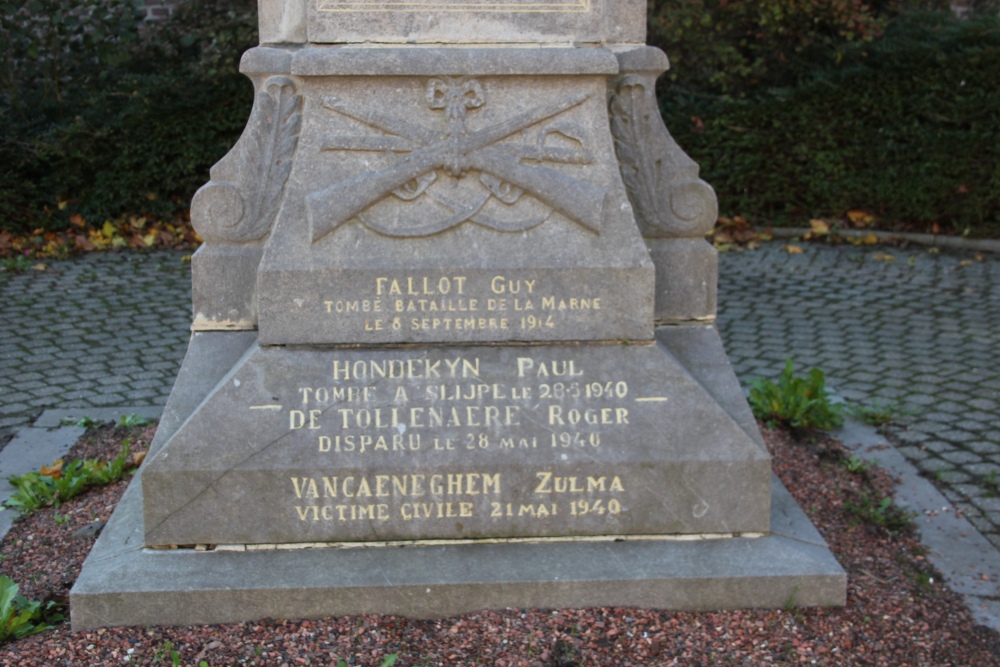 FALLOT GUY
TOMBÉ BATAILLE DE LA MARNE
LE 8 SEPTEMBRE 1914
HONDEKYN PAUL
TOMBE A SLIJPE LE 28-5-1940
DE TOLLENAERE ROGER
DISPARU LE 28 MAI 1940
VANCAENEGHEM ZULMA
VICTIME CIVILE 21 MAI 1940